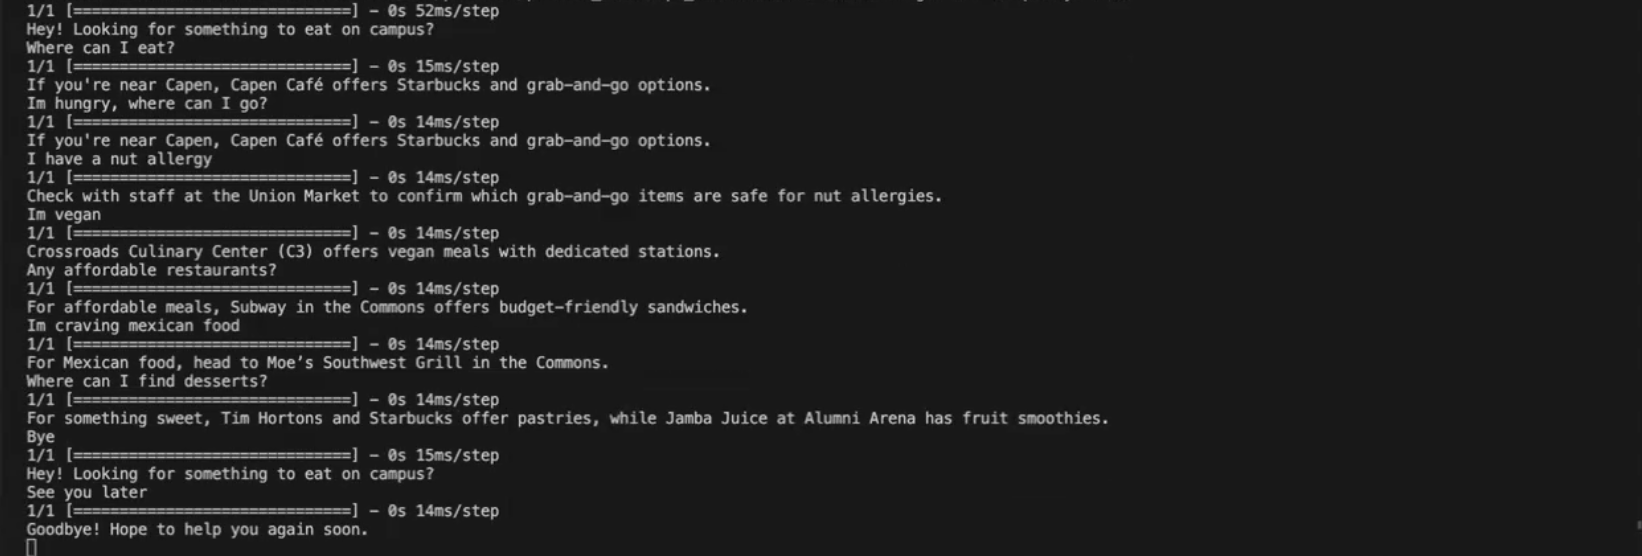 1/1 [==============================] - 0s 52ms/step
Hey! Looking for something to eat on campus?
Where can I eat?
1/1 [==============================] - 0s 15ms/step
If you're near Capen, Capen Café offers Starbucks and grab-and-go options.
Im hungry, where can I go?
1/1 [==============================] - 0s 14ms/step
If you're near Capen, Capen Café offers Starbucks and grab-and-go options.
I have a nut allergy
1/1 [==============================] - 0s 14ms/step
Check with staff at the Union Market to confirm which grab-and-go items are safe for nut allergies.
Im vegan
1/1 [==============================] - 0s 14ms/step
Crossroads Culinary Center (C3) offers vegan meals with dedicated stations.
Any affordable restaurants?
1/1 [==============================] - 0s 14ms/step
For affordable meals, Subway in the Commons offers budget-friendly sandwiches.
Im craving mexican food
1/1 [==============================] - 0s 14ms/step
For Mexican food, head to Moe’s Southwest Grill in the Commons.
Where can I find desserts?
1/1 [==============================] - 0s 14ms/step
For something sweet, Tim Hortons and Starbucks offer pastries, while Jamba Juice at Alumni Arena has fruit smoothies.
Bye
1/1 [==============================] - 0s 15ms/step
Hey! Looking for something to eat on campus?
See you later
1/1 [==============================] - 0s 14ms/step
Goodbye! Hope to help you again soon.